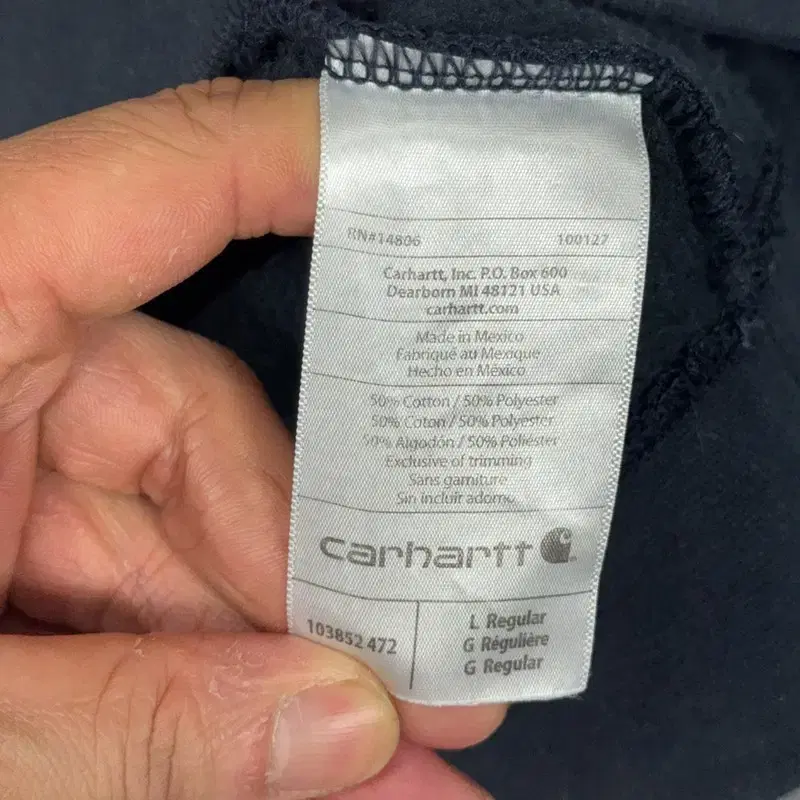 RN#14806 100127
Carhartt, Inc. P.O. Box 600
Dearborn MI 48121 USA
carhartt.com
Made in Mexico
Fabriqué au Mexique
Hecho en México
50% Cotton / 50% Polyester
50% Coton / 50% Polyester
50% Algodón / 50% Poliéster
Exclusive of trimming
Sans garniture
Sin incluir adorno
carhartt
103852 472
L Regular
G Régulière
G Regular